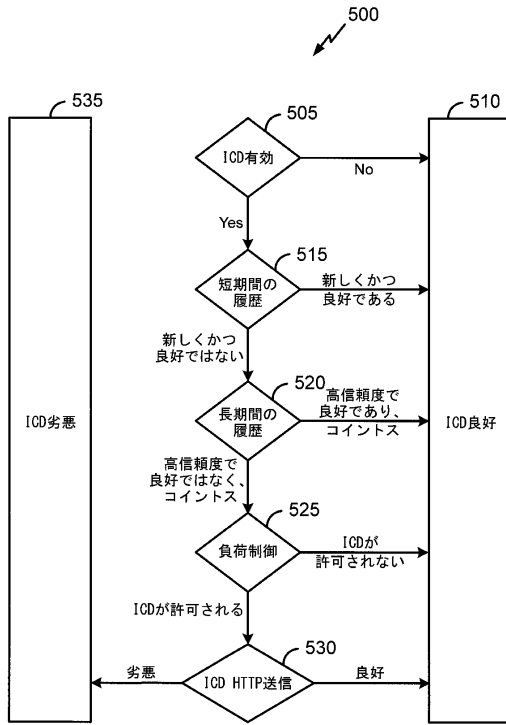 500
535
505
510
ICD有効
No
Yes
515
短期間の
履歴
新しくかつ
良好である
新しくかつ
良好ではない
520
長期間の
履歴
高信頼度で
良好であり、
コイントス
ICD劣悪
ICD良好
高信頼度で
良好ではなく、
コイントス
525
負荷制御
ICDが
許可されない
ICDが許可される
530
劣悪
ICD HTTP送信
良好